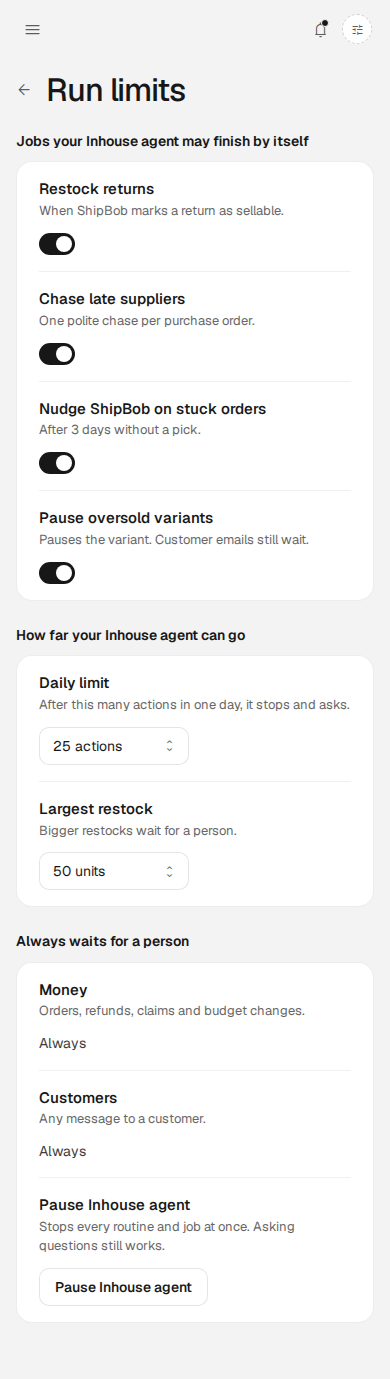 Run limits
Jobs your Inhouse agent may finish by itself
Restock returns
When ShipBob marks a return as sellable.
Chase late suppliers
One polite chase per purchase order.
Nudge ShipBob on stuck orders
After 3 days without a pick.
Pause oversold variants
Pauses the variant. Customer emails still wait.
How far your Inhouse agent can go
Daily limit
After this many actions in one day, it stops and asks.
25 actions
Largest restock
Bigger restocks wait for a person.
50 units
Always waits for a person
Money
Orders, refunds, claims and budget changes.
Always
Customers
Any message to a customer.
Always
Pause Inhouse agent
Stops every routine and job at once. Asking
questions still works.
Pause Inhouse agent